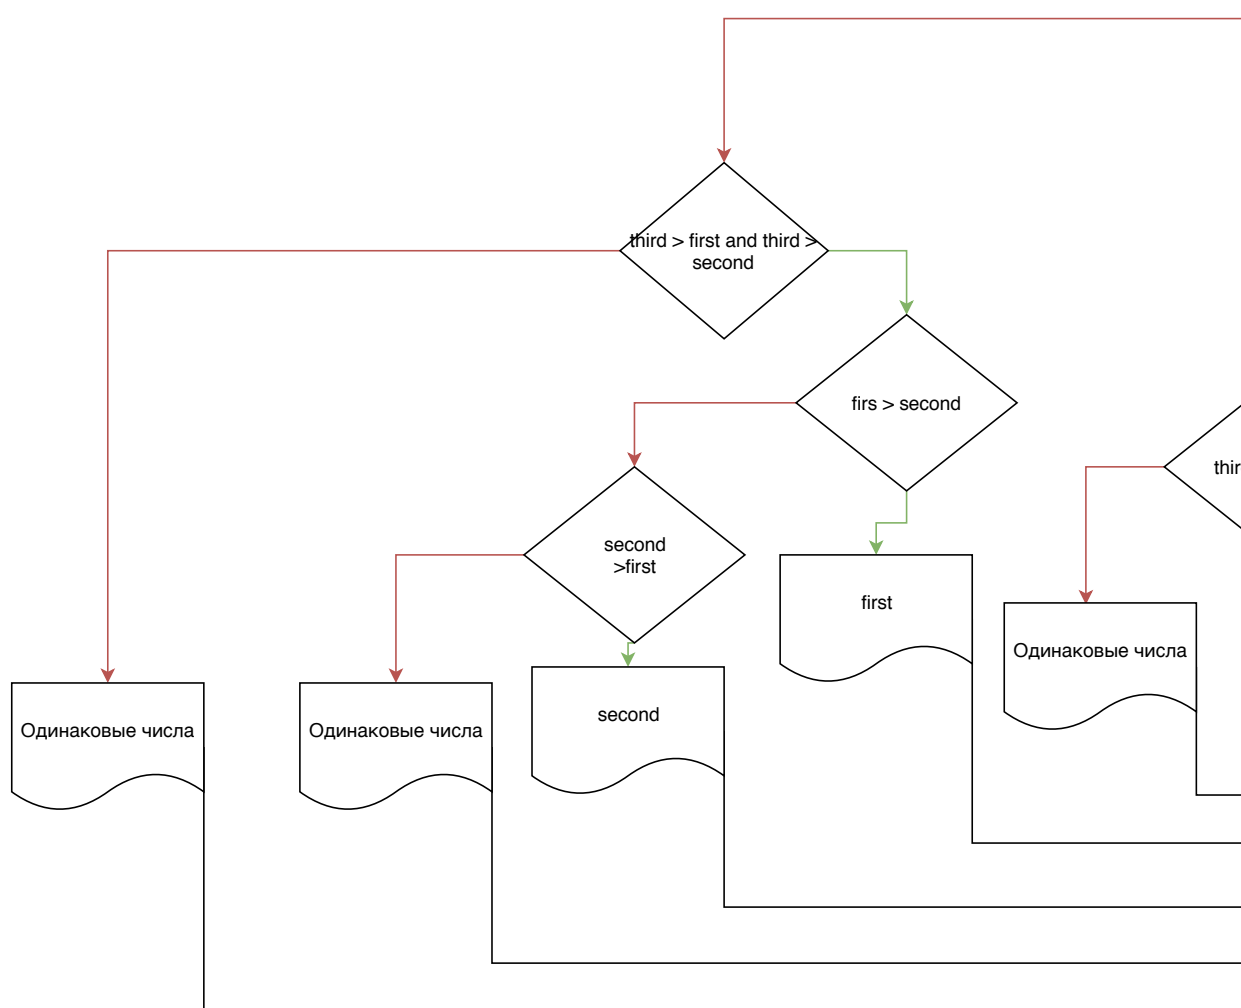 third > first and third >
second
firs > second
thir
second
>first
first
Одинаковые числа
second
Одинаковые числа
Одинаковые числа